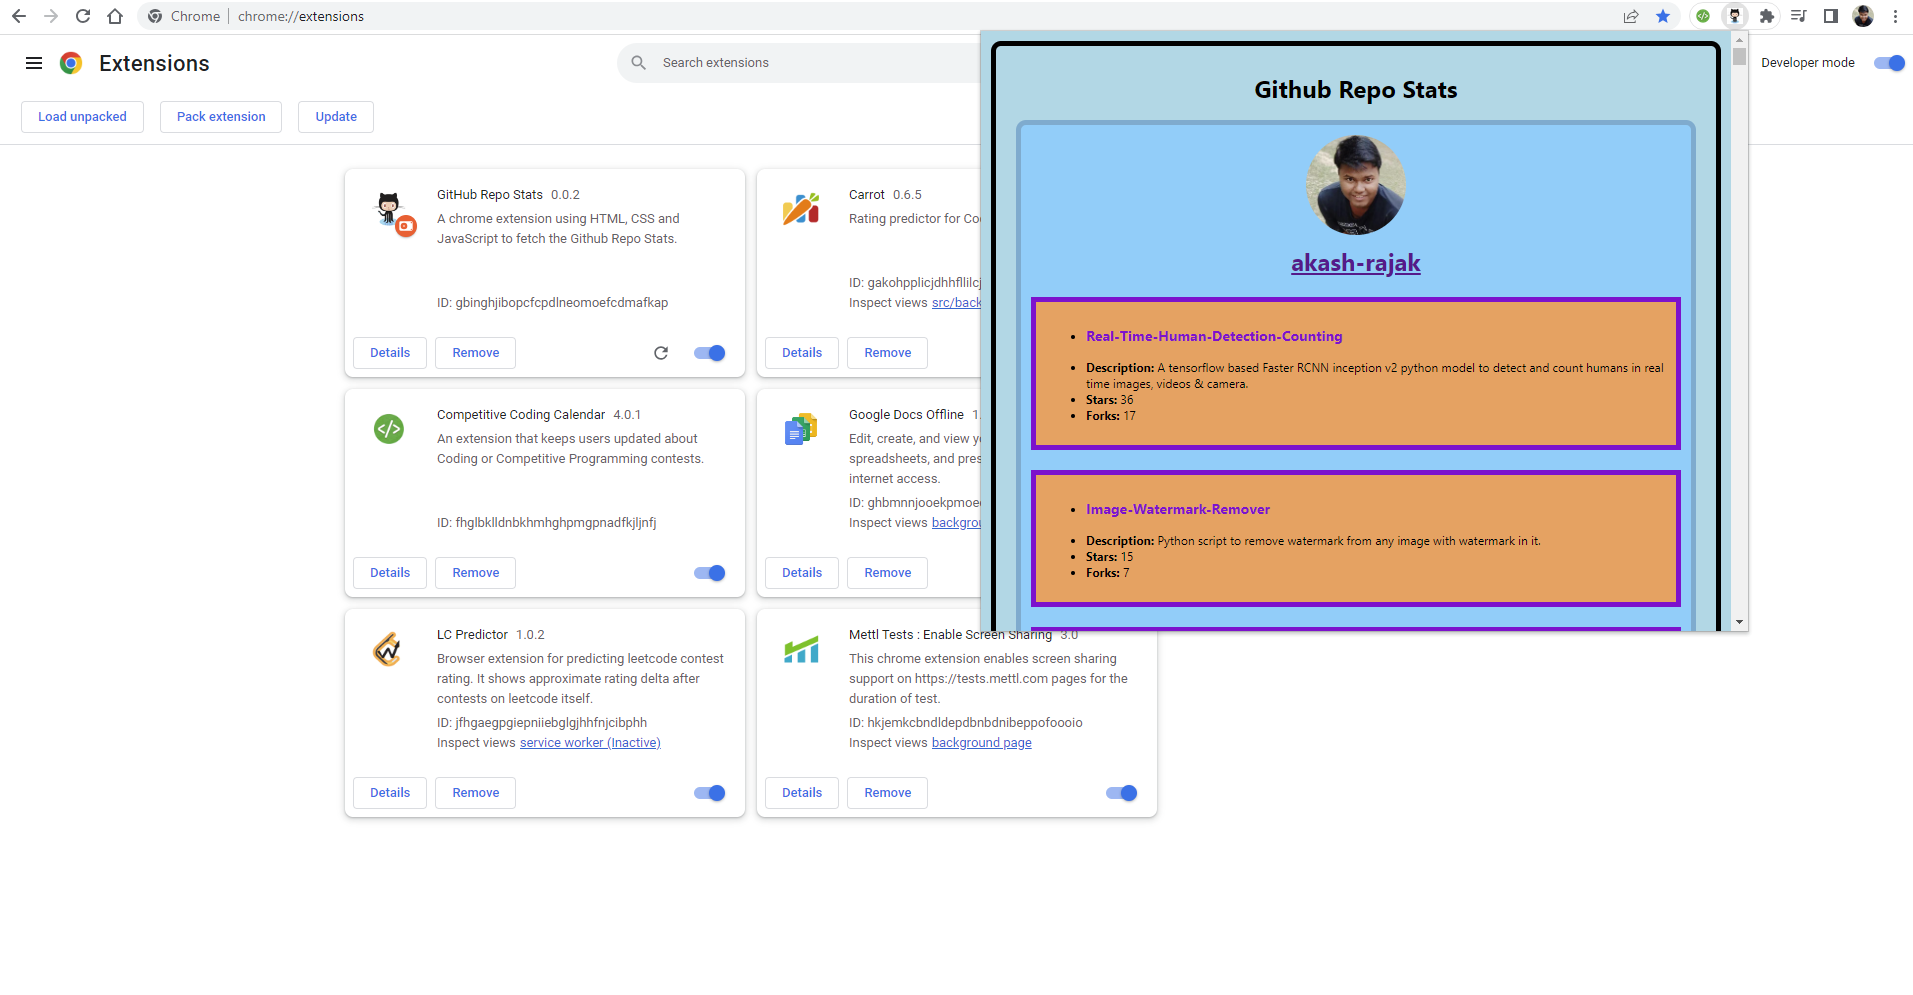 Chrome | chrome://extensions
Extensions
Search extensions
Developer mode
Load unpacked
Pack extension
Update
GitHub Repo Stats 0.0.2
A chrome extension using HTML, CSS and
JavaScript to fetch the Github Repo Stats.
ID: gbinghjibopcfcpdlneomoefcdmafkap
Details
Remove
Carrot 0.6.5
Rating predictor for
ID: gakohpplicjdhhfllilcj
Inspect views src/back
Details
Remove
Competitive Coding Calendar 4.0.1
An extension that keeps users updated about
Coding or Competitive Programming contests.
ID: fhglbklldnbkhmhghpmgpnadfkjljnfj
Details
Remove
Google Docs Offline 1.
Edit, create, and view
spreadsheets, and pres
internet access.
ID: ghbmnnjooekpmoe
Inspect views backgrou
Details
Remove
LC Predictor 1.0.2
Browser extension for predicting leetcode contest
rating. It shows approximate rating delta after
contests on leetcode itself.
ID: jfhgaegpgiepniiebglgjhhfnjcibphh
Inspect views service worker (Inactive)
Details
Remove
Mettl Tests : Enable Screen Sharing 3.0
This chrome extension enables screen sharing
support on https://tests.mettl.com pages for the
duration of test.
ID: hkjemkcbndldepdbnbdnibeppofoooio
Inspect views background page
Details
Remove
Github Repo Stats
akash-rajak
• Real-Time-Human-Detection-Counting
• Description: A tensorflow based Faster RCNN inception v2 python model to detect and count humans in real
time images, videos & camera.
• Stars: 36
• Forks: 17
• Image-Watermark-Remover
• Description: Python script to remove watermark from any image with watermark in it.
• Stars: 15
• Forks: 7